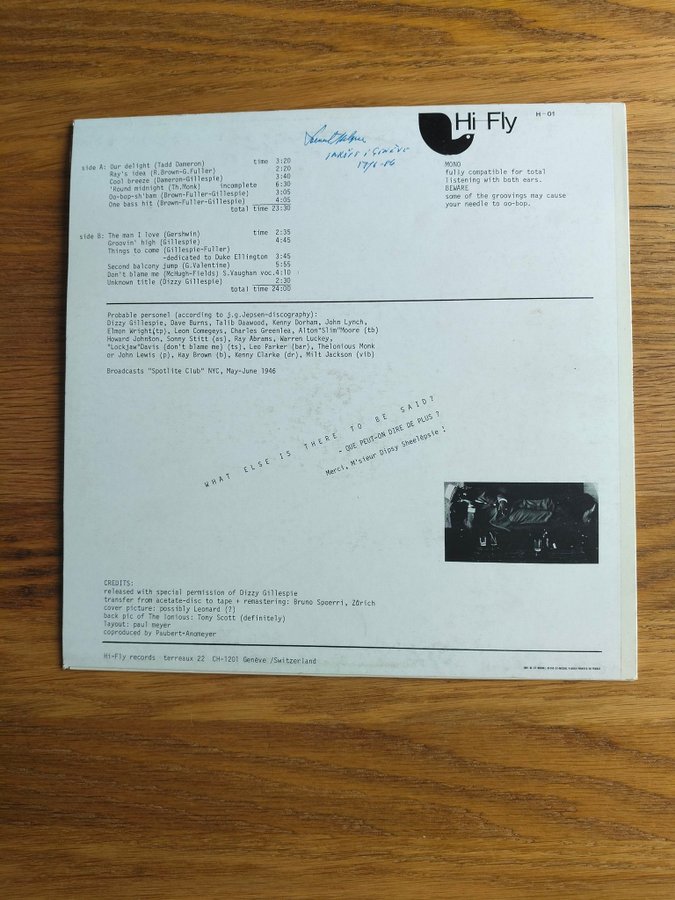 Hi Fly
H-01
17/6-86
MONO
fully compatible for total
listening with both ears.
BEWARE
some of the groovings may cause
your needle to oo-bop.
side A: Our delight (Tadd Dameron) time 3:20
Ray's idea (R.Brown-G.Fuller) 2:20
Cool breeze (Dameron-Gillespie) 3:40
'Round midnight (Th.Monk) incomplete 6:30
Oo-bop-sh'bam (Brown-Fuller-Gillespie) 3:05
One bass hit (Brown-Fuller-Gillespie) 4:05
total time 23:30
side B: The man I love (Gershwin) time 2:35
Groovin' high (Gillespie) 4:45
Things to come (Gillespie-Fuller)
-dedicated to Duke Ellington 3:45
Second balcony jump (G.Valentine) 5:55
Don't blame me (McHugh-Fields) S.Vaughan voc.4:10
Unknown title (Dizzy Gillespie) 2:30
total time 24:00
Probable personel (according to j.g.Jepsen-discography):
Dizzy Gillespie, Dave Burns, Talib Daawood, Kenny Dorham, John Lynch,
Elmon Wright(tp), Leon Comegeys, Charles Greenlea, Alton"Slim"Moore (tb)
Howard Johnson, Sonny Stitt (as), Ray Abrams, Warren Luckey,
"Lockjaw"Davis (don't blame me) (ts), Leo Parker (bar), Thelonious Monk
or John Lewis (p), Ray Brown (b), Kenny Clarke (dr), Milt Jackson (vib)
Broadcasts "Spotlite Club" NYC, May-June 1946
WHAT ELSE IS THERE TO BE SAID?
- QUE PEUT-ON DIRE DE PLUS ?
Merci, M'sieur Dipsy Sheelèpsie !
CREDITS:
released with special permission of Dizzy Gillespie
transfer from acetate-disc to tape + remastering: Bruno Spoerri, Zürich
cover picture: possibly Leonard (?)
back pic of The Ionious: Tony Scott (definitely)
layout: paul meyer
coproduced by Paubert-Anomeyer
Hi-Fly records terreaux 22 CH-1201 Genève /Switzerland